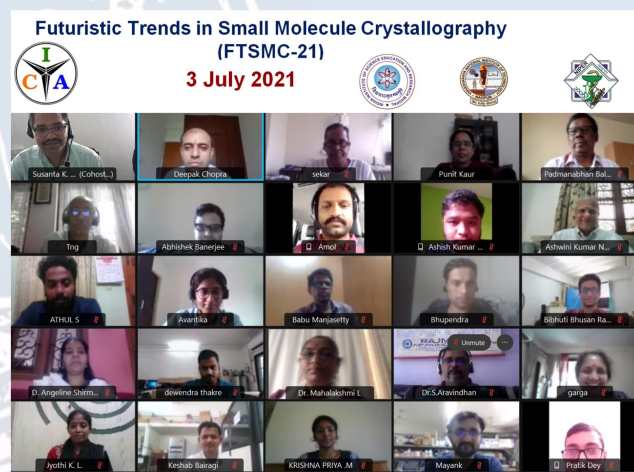 Futuristic Trends in Small Molecule Crystallography
(FTSMC-21)
3 July 2021
I
C A
Susanta K. ... (Cohost...)
Deepak Chopra
sekar
Punit Kaur
Padmanabhan Bal...
Tng
Abhishek Banerjee
Amol
Ashish Kumar ...
Ashwini Kumar N...
ATHUL S
Avantika
Babu Manjasetty
Bhupendra
Bibhuti Bhusan Ra...
RAJM
Unmute
...
D. Angeline Shirm...
dewendra thakre
Dr. Mahalakshmi L
Dr.S.Aravindhan
garga
Jyothi K. L.
Keshab Bairagi
KRISHNA PRIYA .M
Mayank
Pratik Dey